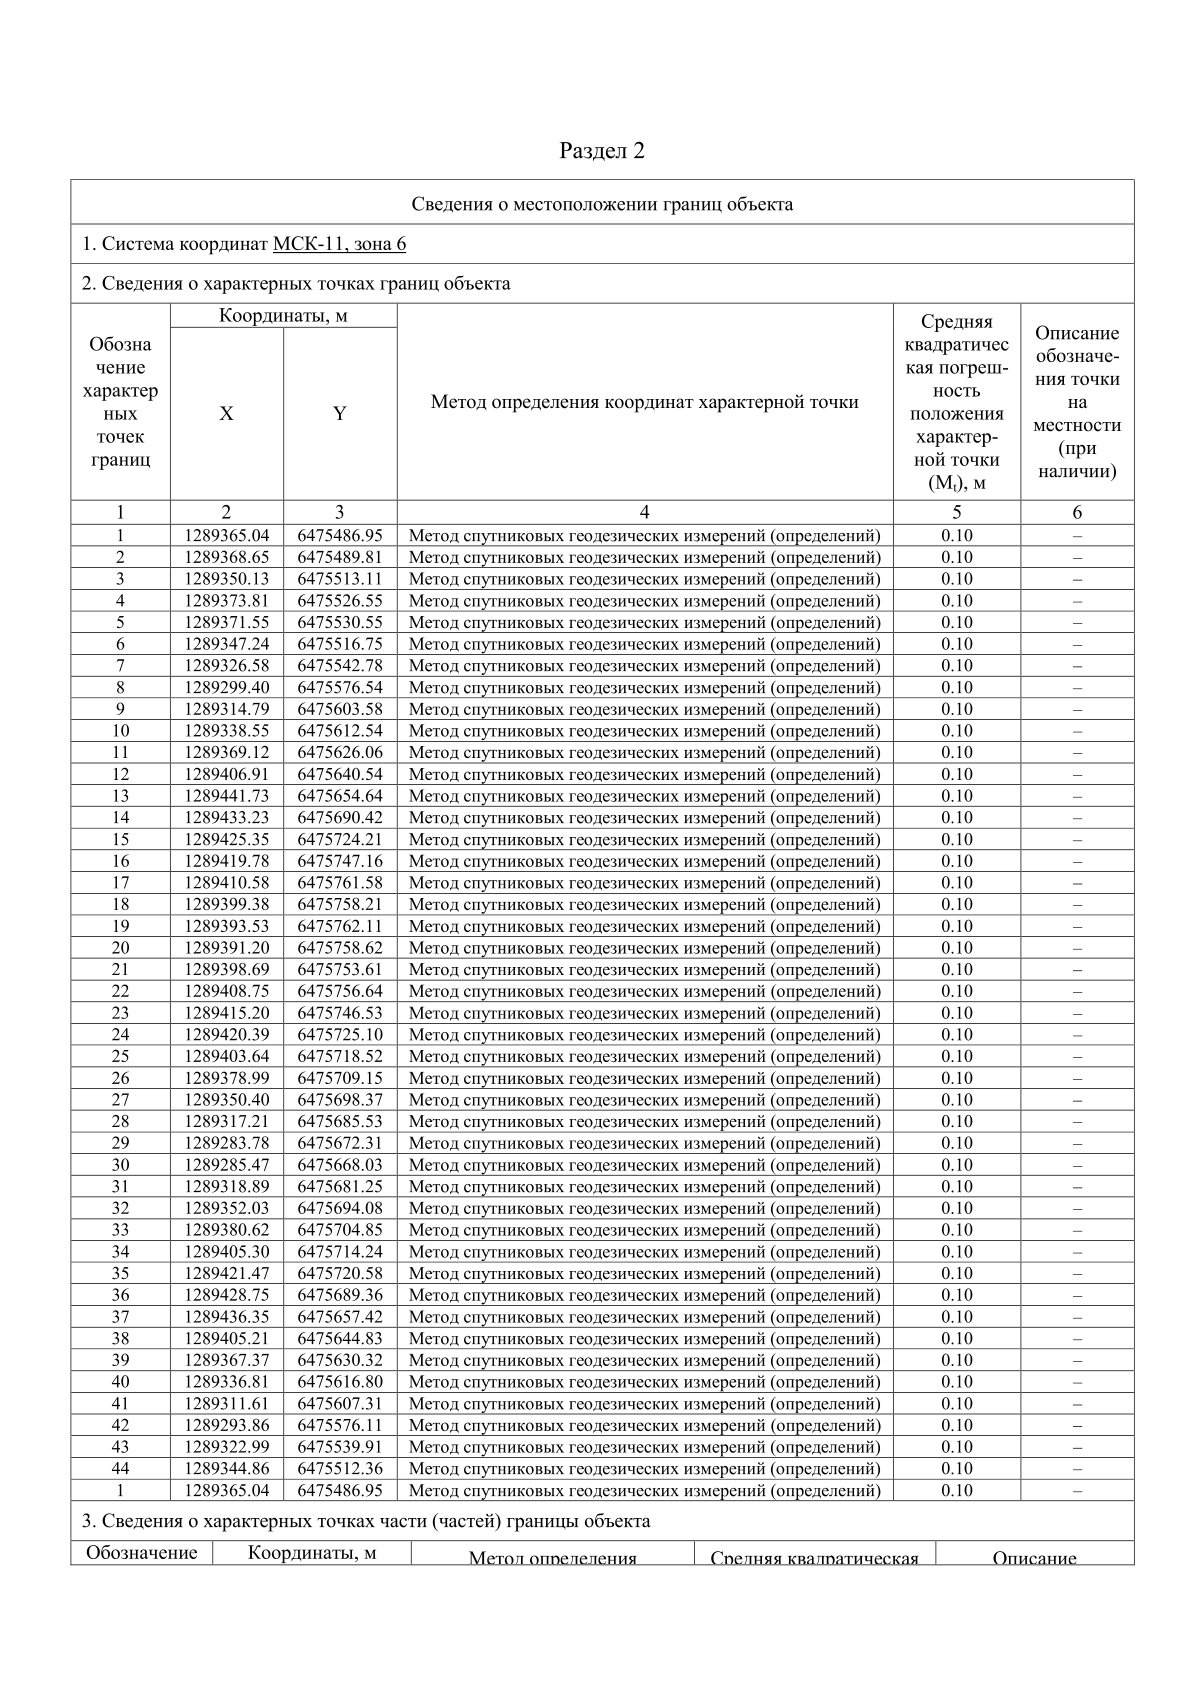 Раздел 2
Сведения о местоположении границ объекта
1. Система координат МСК-11, зона 6
2. Сведения о характерных точках границ объекта
Обозна
чение
характер
ных
точек
границ
Координаты, м
X
Y
Метод определения координат характерной точки
Средняя
квадратичес
кая погреш-
ность
положения
характер-
ной точки
(Mt), м
Описание
обозначе-
ния точки
на
местности
(при
наличии)
1 2 3 4 5 6
1 1289365.04 6475486.95 Метод спутниковых геодезических измерений (определений) 0.10 –
2 1289368.65 6475489.81 Метод спутниковых геодезических измерений (определений) 0.10 –
3 1289350.13 6475513.11 Метод спутниковых геодезических измерений (определений) 0.10 –
4 1289373.81 6475526.55 Метод спутниковых геодезических измерений (определений) 0.10 –
5 1289371.55 6475530.55 Метод спутниковых геодезических измерений (определений) 0.10 –
6 1289347.24 6475516.75 Метод спутниковых геодезических измерений (определений) 0.10 –
7 1289326.58 6475542.78 Метод спутниковых геодезических измерений (определений) 0.10 –
8 1289299.40 6475576.54 Метод спутниковых геодезических измерений (определений) 0.10 –
9 1289314.79 6475603.58 Метод спутниковых геодезических измерений (определений) 0.10 –
10 1289338.55 6475612.54 Метод спутниковых геодезических измерений (определений) 0.10 –
11 1289369.12 6475626.06 Метод спутниковых геодезических измерений (определений) 0.10 –
12 1289406.91 6475640.54 Метод спутниковых геодезических измерений (определений) 0.10 –
13 1289441.73 6475654.64 Метод спутниковых геодезических измерений (определений) 0.10 –
14 1289433.23 6475690.42 Метод спутниковых геодезических измерений (определений) 0.10 –
15 1289425.35 6475724.21 Метод спутниковых геодезических измерений (определений) 0.10 –
16 1289419.78 6475747.16 Метод спутниковых геодезических измерений (определений) 0.10 –
17 1289410.58 6475761.58 Метод спутниковых геодезических измерений (определений) 0.10 –
18 1289399.38 6475758.21 Метод спутниковых геодезических измерений (определений) 0.10 –
19 1289393.53 6475762.11 Метод спутниковых геодезических измерений (определений) 0.10 –
20 1289391.20 6475758.62 Метод спутниковых геодезических измерений (определений) 0.10 –
21 1289398.69 6475753.61 Метод спутниковых геодезических измерений (определений) 0.10 –
22 1289408.75 6475756.64 Метод спутниковых геодезических измерений (определений) 0.10 –
23 1289415.20 6475746.53 Метод спутниковых геодезических измерений (определений) 0.10 –
24 1289420.39 6475725.10 Метод спутниковых геодезических измерений (определений) 0.10 –
25 1289403.64 6475718.52 Метод спутниковых геодезических измерений (определений) 0.10 –
26 1289378.99 6475709.15 Метод спутниковых геодезических измерений (определений) 0.10 –
27 1289350.40 6475698.37 Метод спутниковых геодезических измерений (определений) 0.10 –
28 1289317.21 6475685.53 Метод спутниковых геодезических измерений (определений) 0.10 –
29 1289283.78 6475672.31 Метод спутниковых геодезических измерений (определений) 0.10 –
30 1289285.47 6475668.03 Метод спутниковых геодезических измерений (определений) 0.10 –
31 1289318.89 6475681.25 Метод спутниковых геодезических измерений (определений) 0.10 –
32 1289352.03 6475694.08 Метод спутниковых геодезических измерений (определений) 0.10 –
33 1289380.62 6475704.85 Метод спутниковых геодезических измерений (определений) 0.10 –
34 1289405.30 6475714.24 Метод спутниковых геодезических измерений (определений) 0.10 –
35 1289421.47 6475720.58 Метод спутниковых геодезических измерений (определений) 0.10 –
36 1289428.75 6475689.36 Метод спутниковых геодезических измерений (определений) 0.10 –
37 1289436.35 6475657.42 Метод спутниковых геодезических измерений (определений) 0.10 –
38 1289405.21 6475644.83 Метод спутниковых геодезических измерений (определений) 0.10 –
39 1289367.37 6475630.32 Метод спутниковых геодезических измерений (определений) 0.10 –
40 1289336.81 6475616.80 Метод спутниковых геодезических измерений (определений) 0.10 –
41 1289311.61 6475607.31 Метод спутниковых геодезических измерений (определений) 0.10 –
42 1289293.86 6475576.11 Метод спутниковых геодезических измерений (определений) 0.10 –
43 1289322.99 6475539.91 Метод спутниковых геодезических измерений (определений) 0.10 –
44 1289344.86 6475512.36 Метод спутниковых геодезических измерений (определений) 0.10 –
1 1289365.04 6475486.95 Метод спутниковых геодезических измерений (определений) 0.10 –
3. Сведения о характерных точках части (частей) границы объекта
Обозначение Координаты, м Метод определения Средняя квадратическая Описание